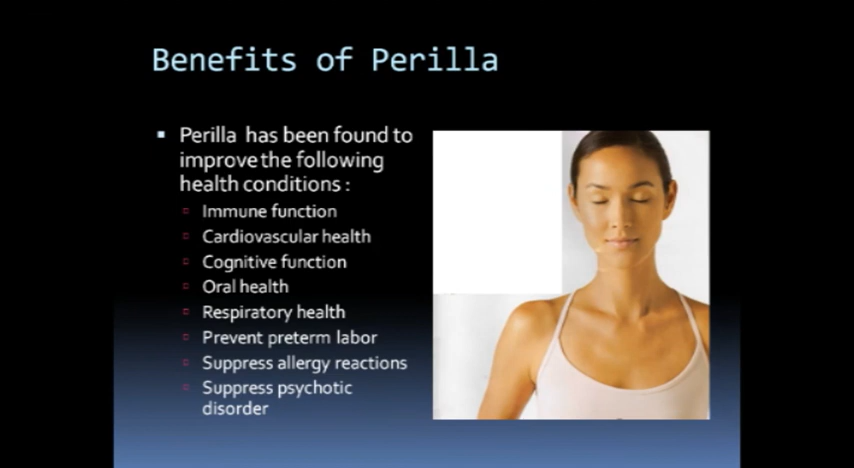 Benefits of Perilla
Perilla has been found to
improve the following
health conditions :
Immune function
Cardiovascular health
Cognitive function
Oral health
Respiratory health
Prevent preterm labor
Suppress allergy reactions
Suppress psychotic
disorder